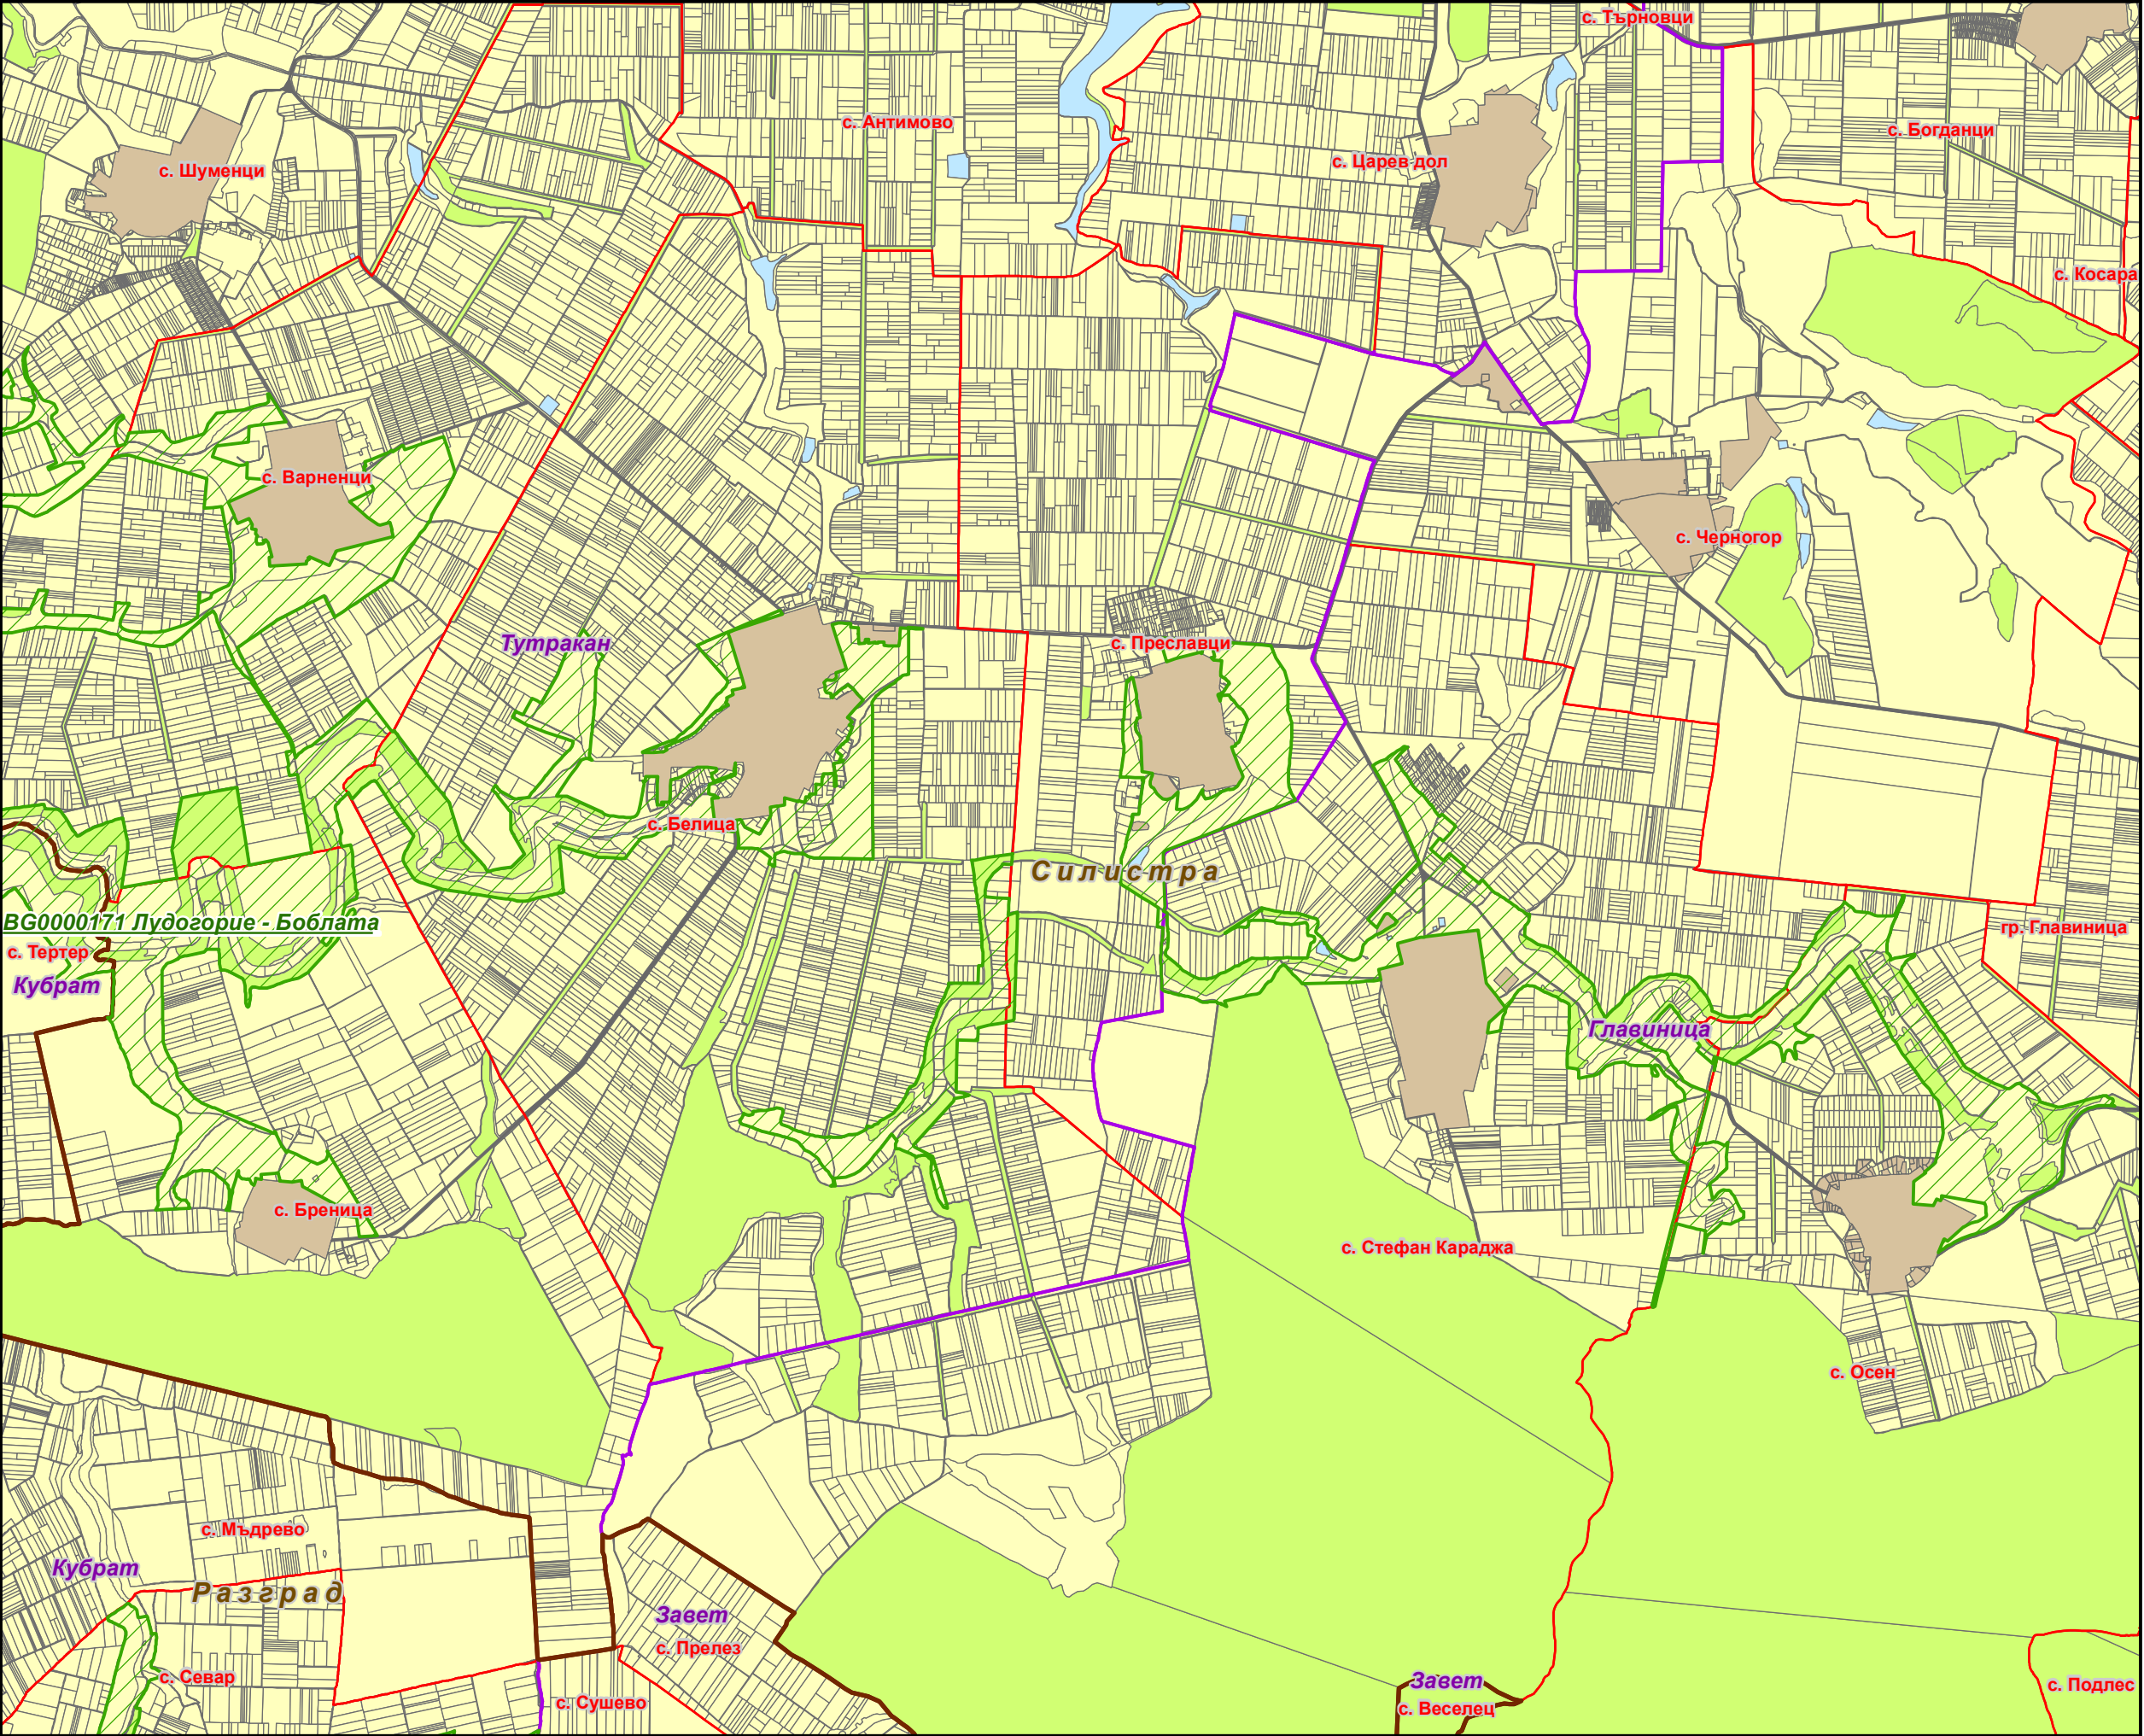 с. Търновци
с. Антимово
с. Богданци
с. Царев дол
с. Шуменци
с. Косара
с. Варненци
с. Черногор
Тутракан
с. Преславци
с. Белица
Силистра
BG0000171 Лудогорие - Боблата
гр. Главиница
с. Тертер
Кубрат
Главиница
с. Бреница
с. Стефан Караджа
с. Осен
с. Мъдрево
Кубрат
Разград
Завет
с. Прелез
с. Севар
Завет
с. Подлес
с. Сушево
с. Веселец